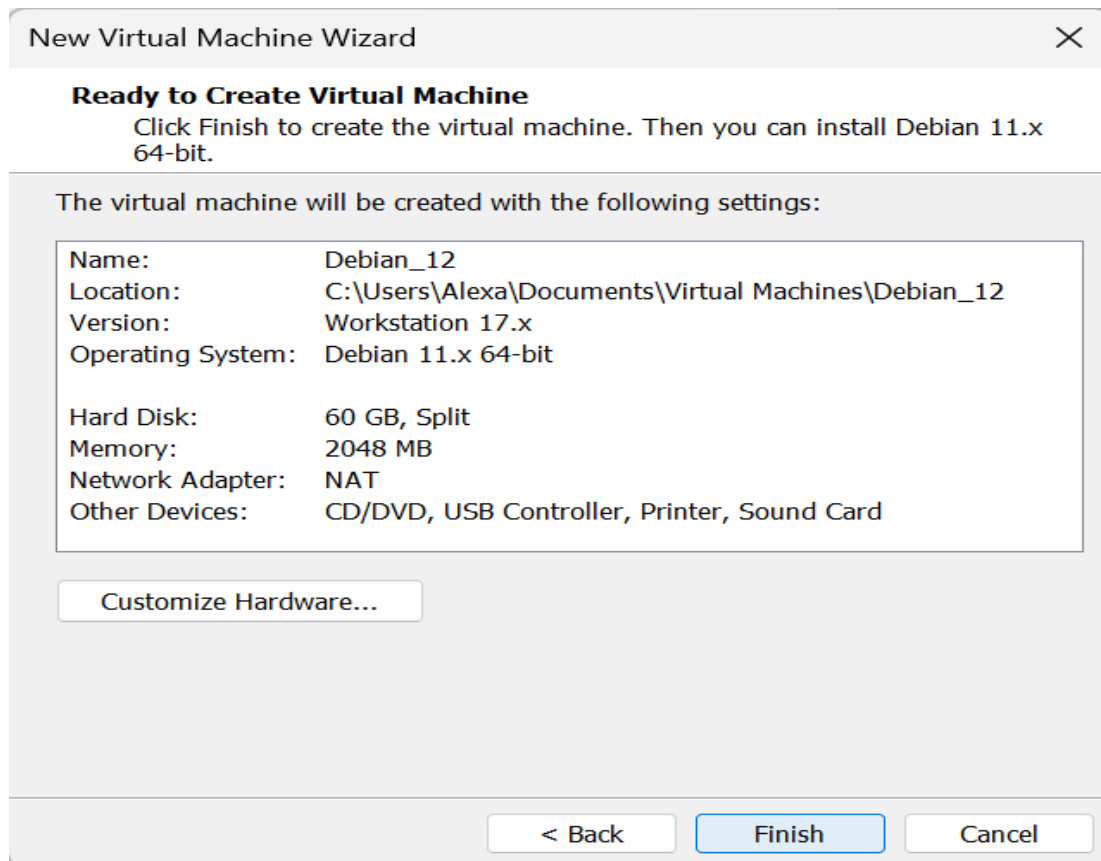 New Virtual Machine Wizard
Ready to Create Virtual Machine
Click Finish to create the virtual machine. Then you can install Debian 11.x
64-bit.
The virtual machine will be created with the following settings:
Name: Debian_12
Location: C:\Users\Alexa\Documents\Virtual Machines\Debian_12
Version: Workstation 17.x
Operating System: Debian 11.x 64-bit
Hard Disk: 60 GB, Split
Memory: 2048 MB
Network Adapter: NAT
Other Devices: CD/DVD, USB Controller, Printer, Sound Card
Customize Hardware...
< Back Finish Cancel